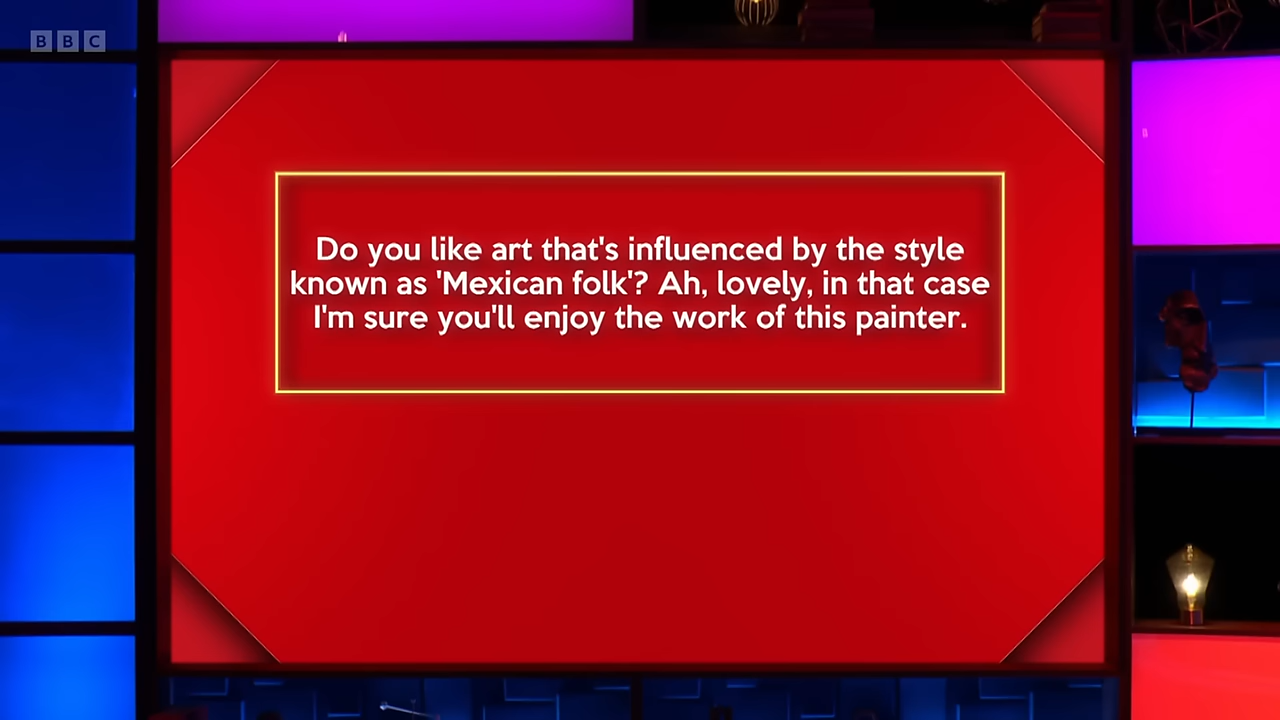 BBC
Do you like art that's influenced by the style
known as 'Mexican folk'? Ah, lovely, in that case
I'm sure you'll enjoy the work of this painter.